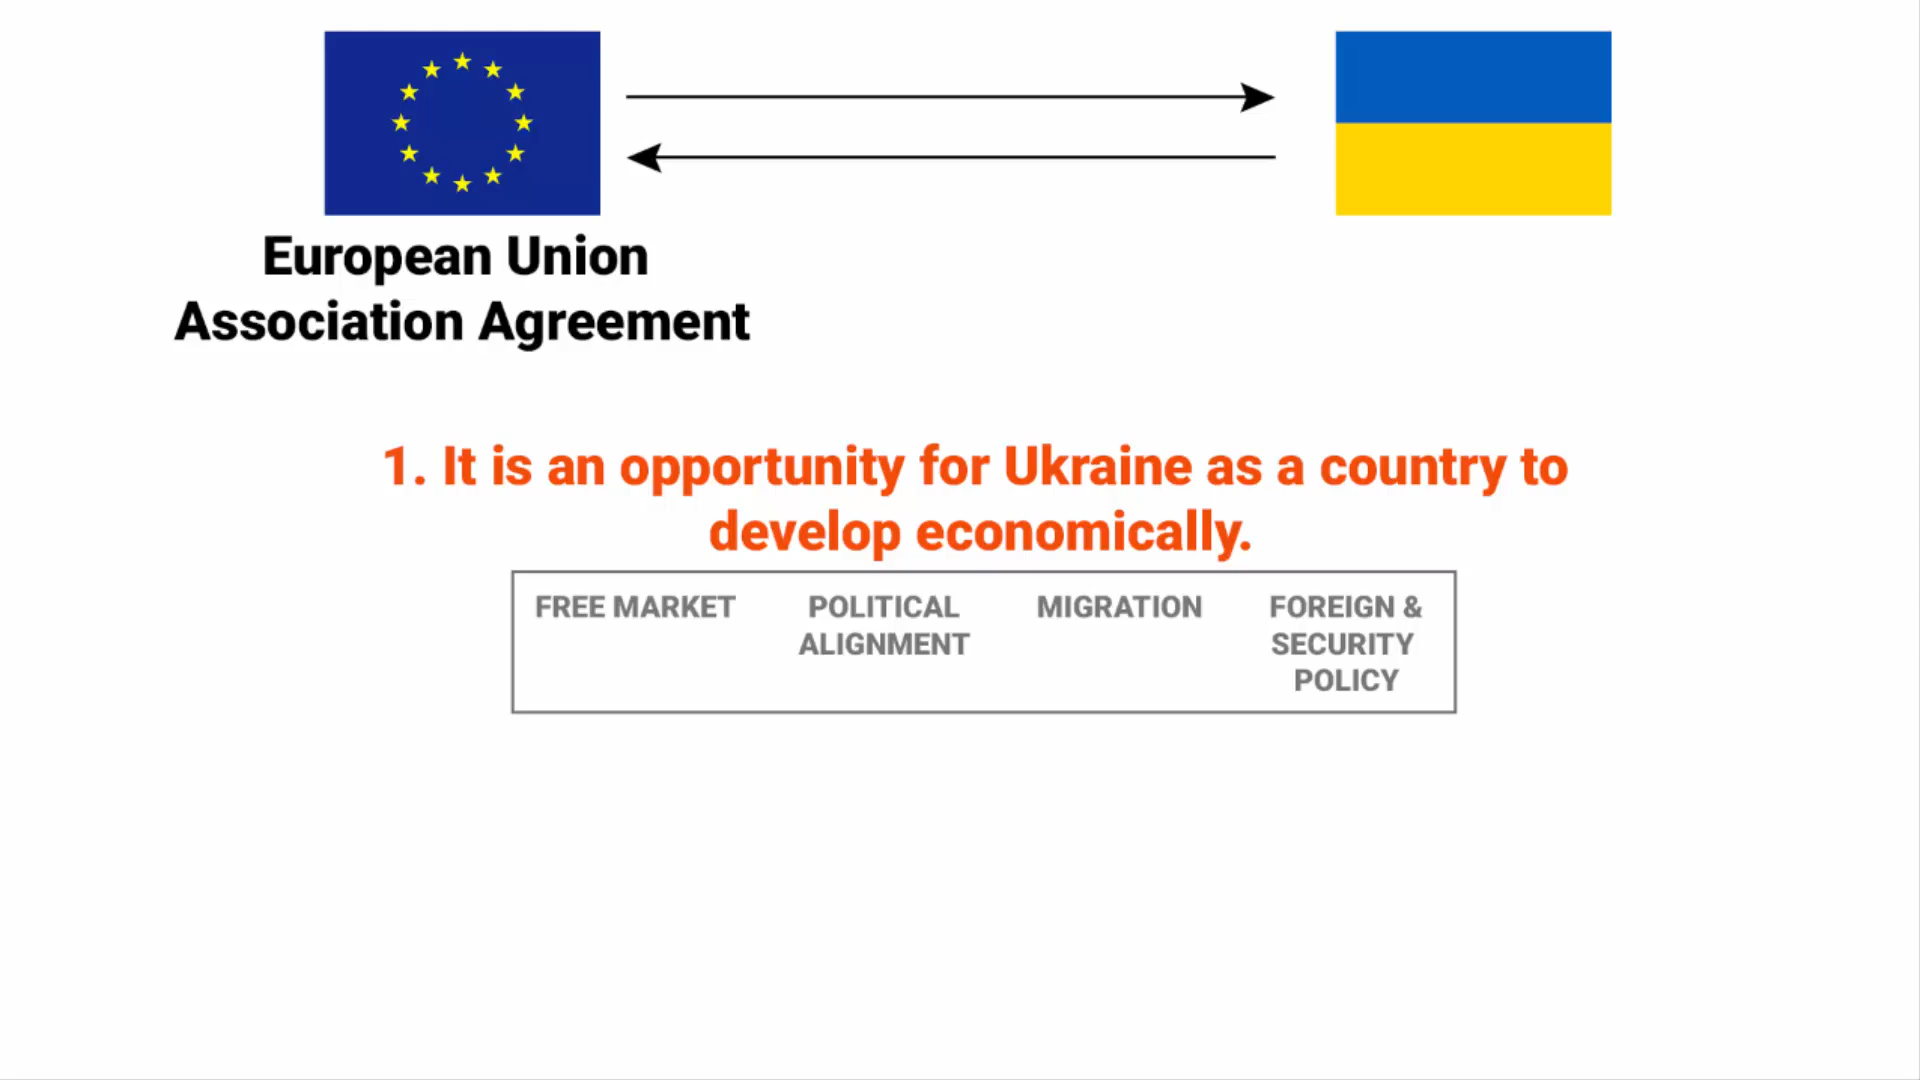 European Union
Association Agreement
1. It is an opportunity for Ukraine as a country to
develop economically.
FREE MARKET
POLITICAL
ALIGNMENT
MIGRATION
FOREIGN &
SECURITY
POLICY